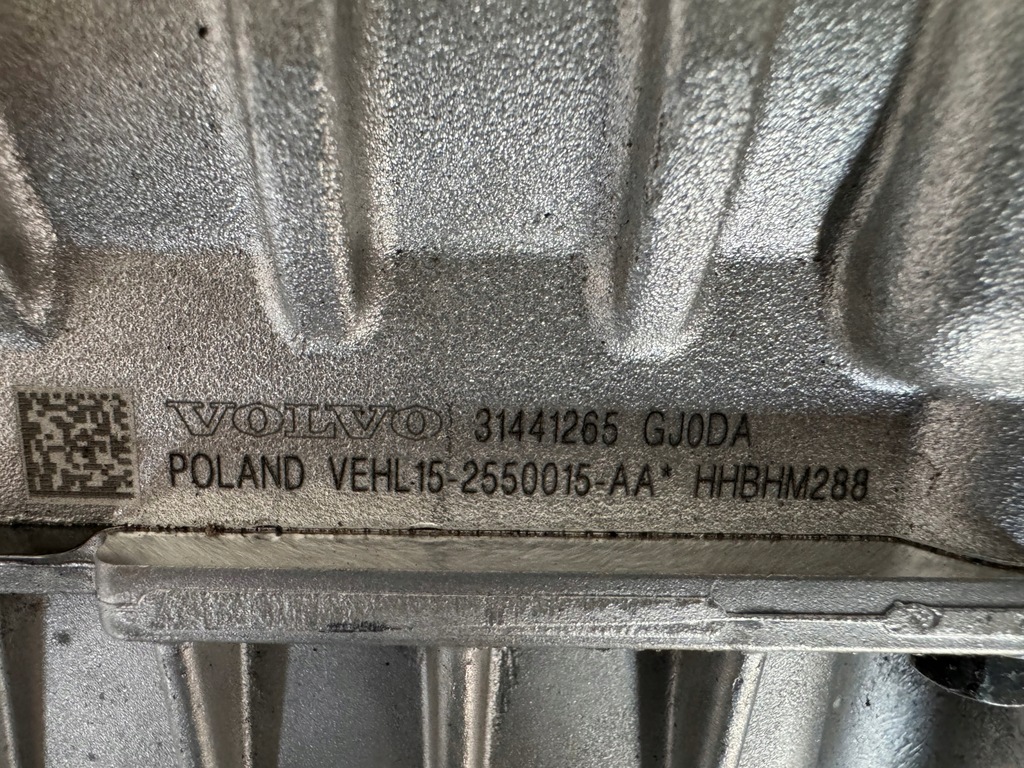 VOLVO 31441265 GJ0DA
POLAND VEHL15-2550015-AA* HHBHM288